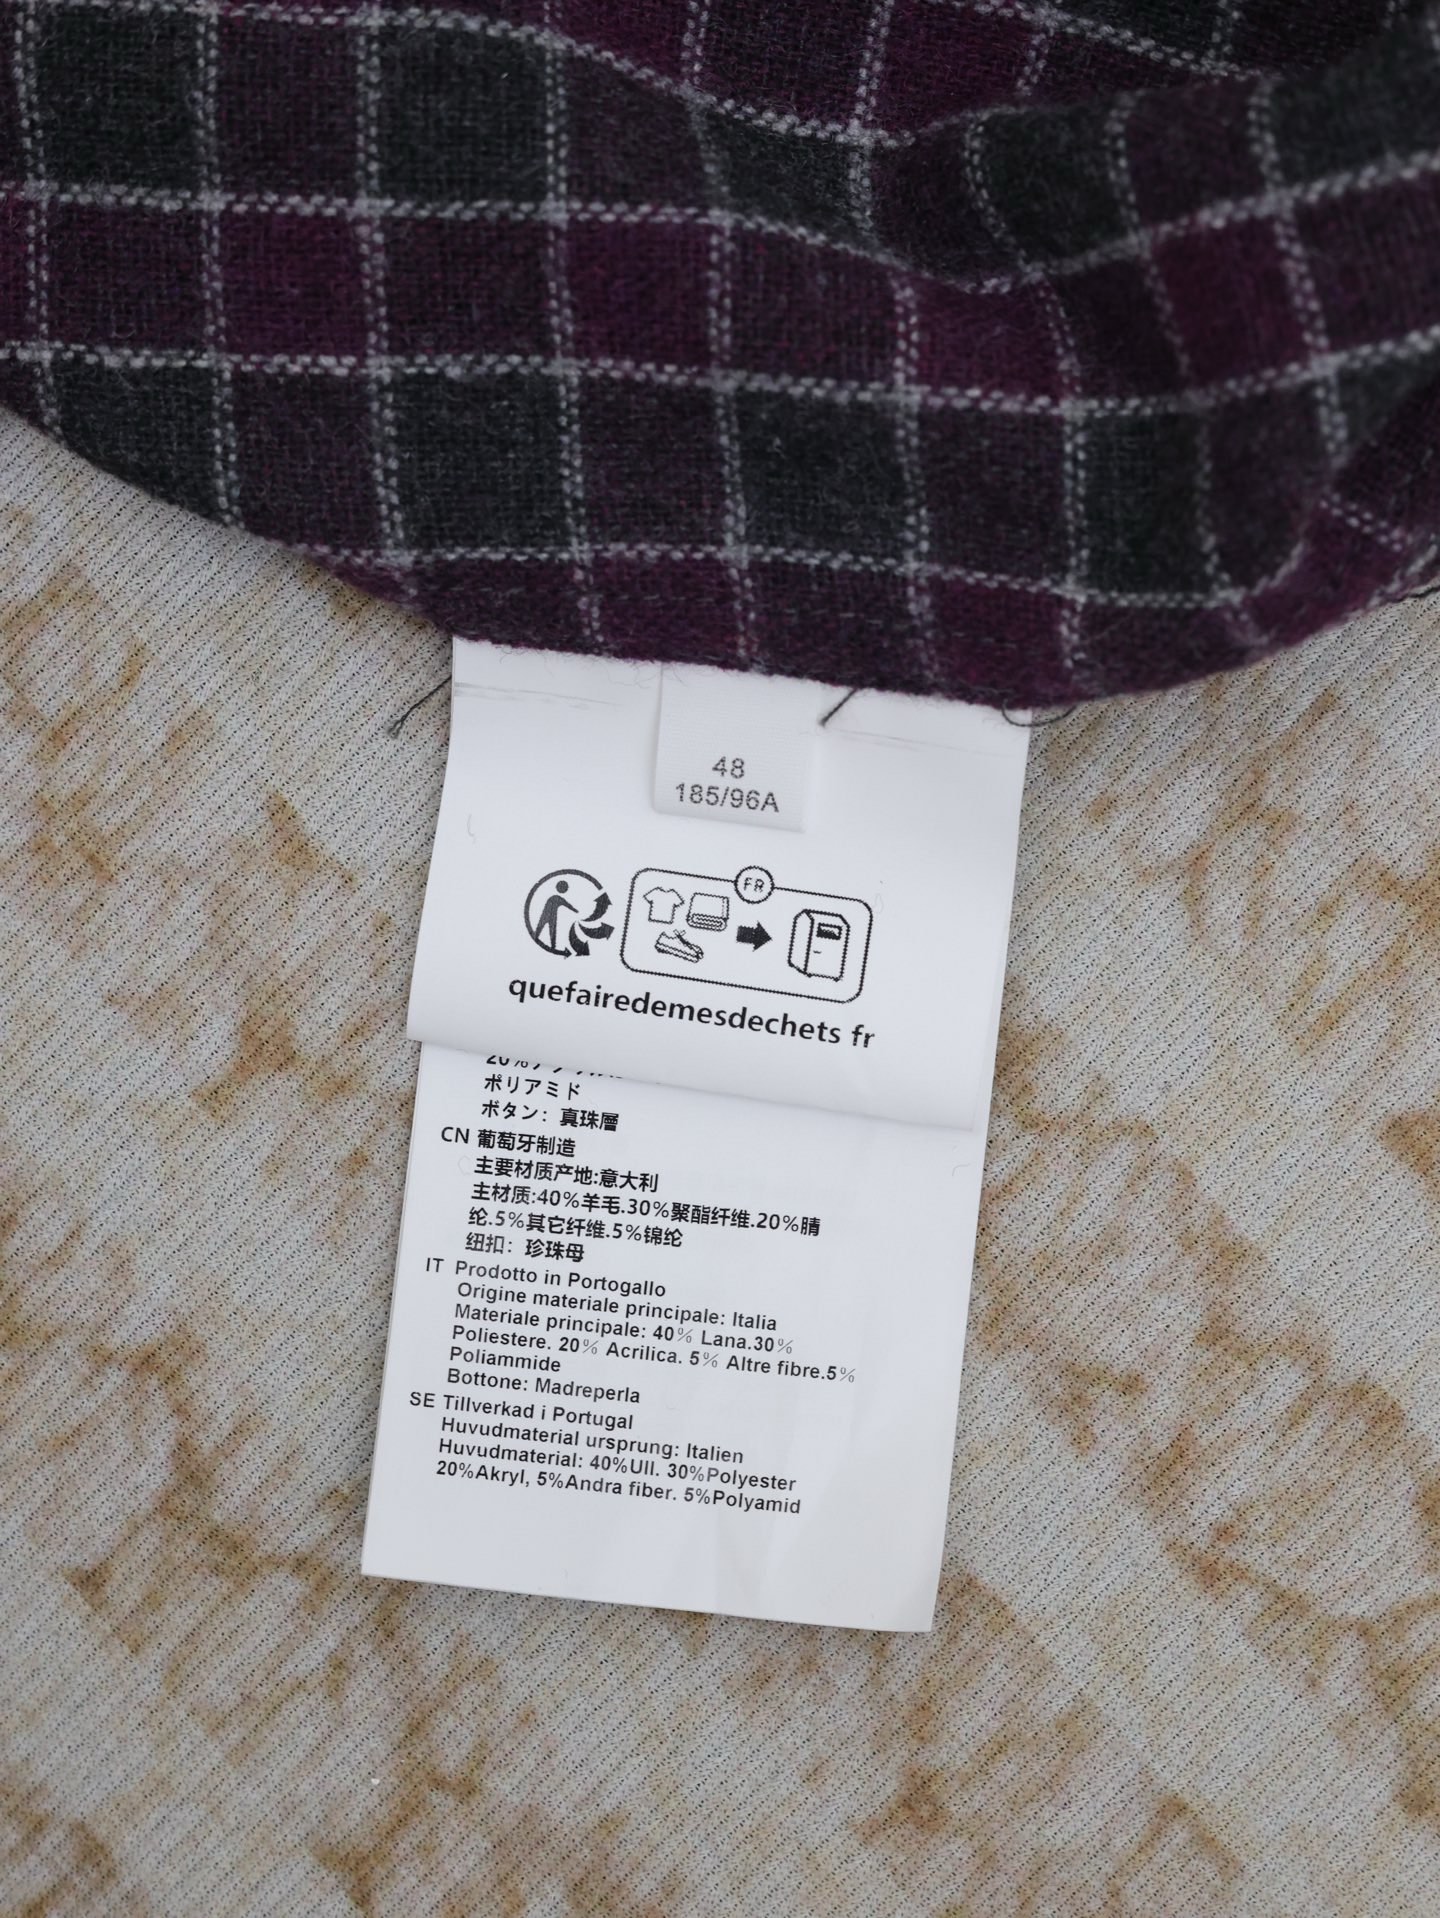 48
185/96A
FR
quefairedemesdechets fr
ポリアミド
ボタン：真珠層
CN 葡萄牙制造
主要材质产地:意大利
主材质:40%羊毛.30%聚酯纤维.20%腈
纶.5%其它纤维.5%锦纶
纽扣：珍珠母
IT Prodotto in Portogallo
Origine materiale principale: Italia
Materiale principale: 40% Lana.30%
Poliestere. 20% Acrilica. 5% Altre fibre.5%
Poliammide
Bottone: Madreperla
SE Tillverkad i Portugal
Huvudmaterial ursprung: Italien
Huvudmaterial: 40%Ull. 30%Polyester
20%Akryl, 5%Andra fiber. 5%Polyamid